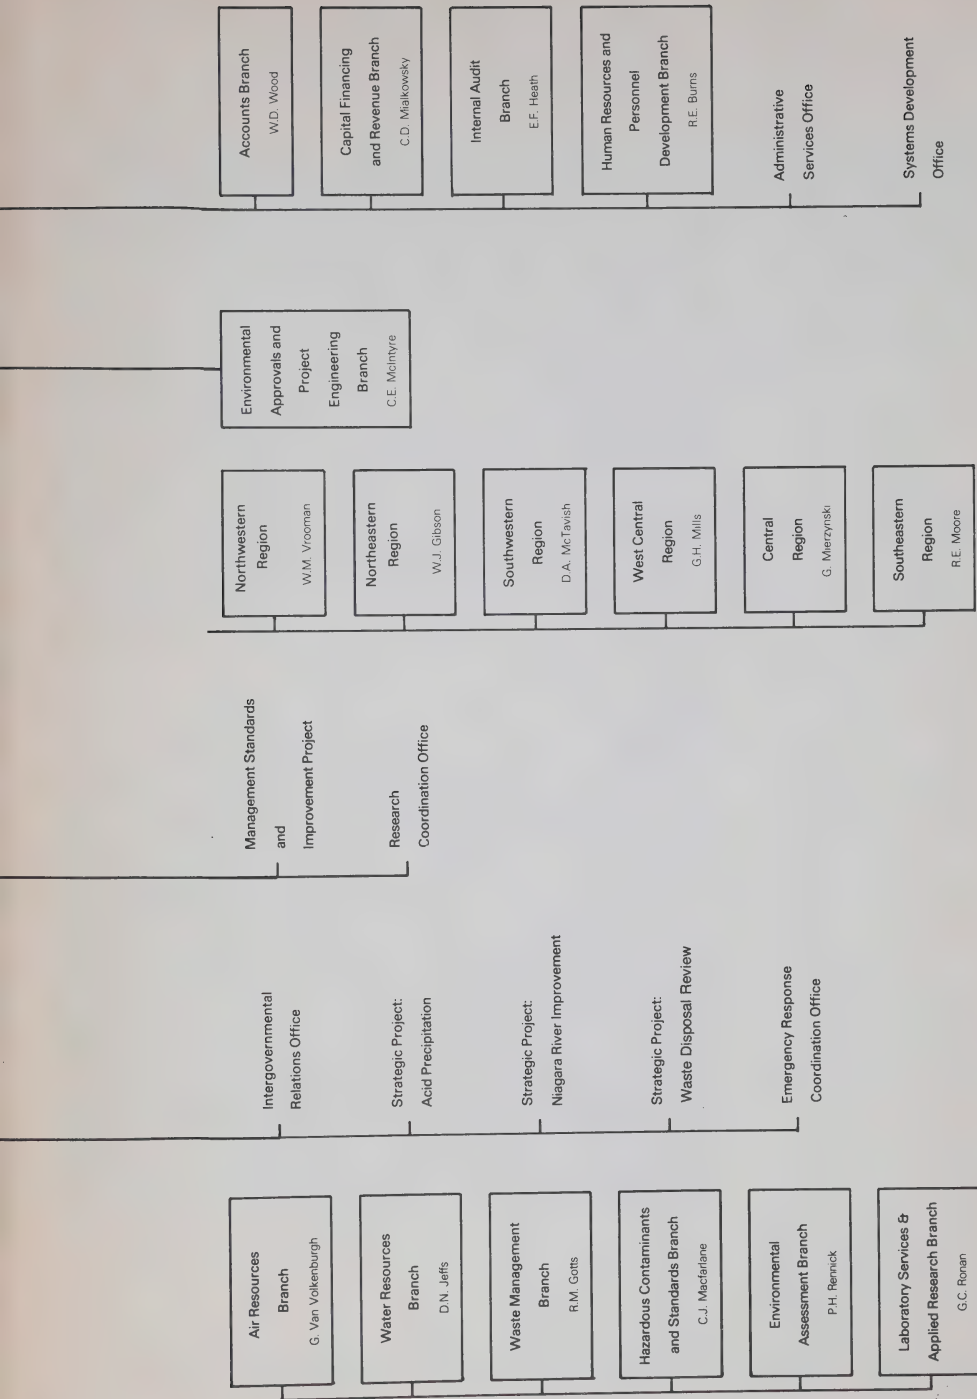 Air Resources
Branch
G. Van Volkenburgh
Water Resources
Branch
D.N. Jeffs
Waste Management
Branch
R.M. Gotts
Hazardous Contaminants
and Standards Branch
C.J. Macfarlane
Environmental
Assessment Branch
P.H. Rennick
Laboratory Services &
Applied Research Branch
G.C. Ronan
Intergovernmental
Relations Office
Strategic Project:
Acid Precipitation
Strategic Project:
Niagara River Improvement
Strategic Project:
Waste Disposal Review
Emergency Response
Coordination Office
Management Standards
and
Improvement Project
Research
Coordination Office
Northwestern
Region
W.M. Vrooman
Northeastern
Region
W.J. Gibson
Southwestern
Region
D.A. McTavish
West Central
Region
G.H. Mills
Central
Region
G. Mierzynski
Southeastern
Region
R.E. Moore
Environmental
Approvals and
Project
Engineering
Branch
C.E. McIntyre
Accounts Branch
W.D. Wood
Capital Financing
and Revenue Branch
C.D. Mialkowsky
Internal Audit
Branch
E.F. Heath
Human Resources and
Personnel
Development Branch
R.E. Burns
Administrative
Services Office
Systems Development
Office